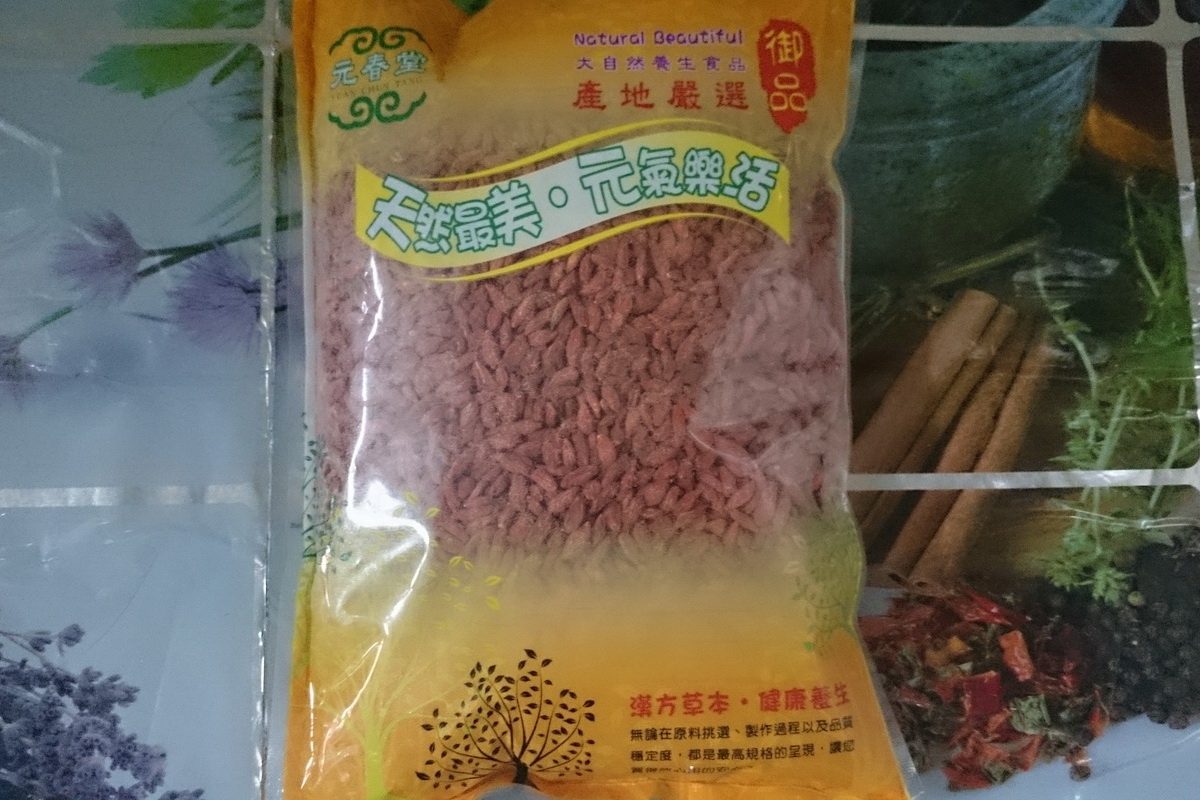 元春堂
YUAN CHUN TANG
Natural Beautiful
大自然養生食品
產地嚴選
御品
天然最美・元氣樂活
漢方草本・健康養生
無論在原料挑選、製作過程以及品質
穩定度，都是最高規格的呈現，讓您